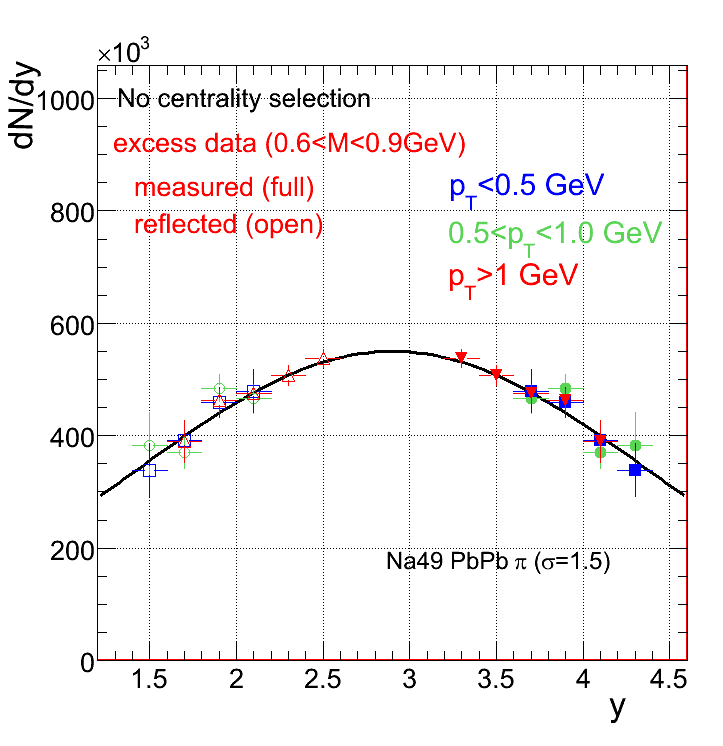 ×10³
dN/dy
1000
No centrality selection
excess data (0.6<M<0.9GeV)
measured (full)
reflected (open)
p_T<0.5 GeV
0.5<p_T<1.0 GeV
p_T>1 GeV
800
600
400
200
0
Na49 PbPb π (σ=1.5)
1.5 2 2.5 3 3.5 4 4.5
y